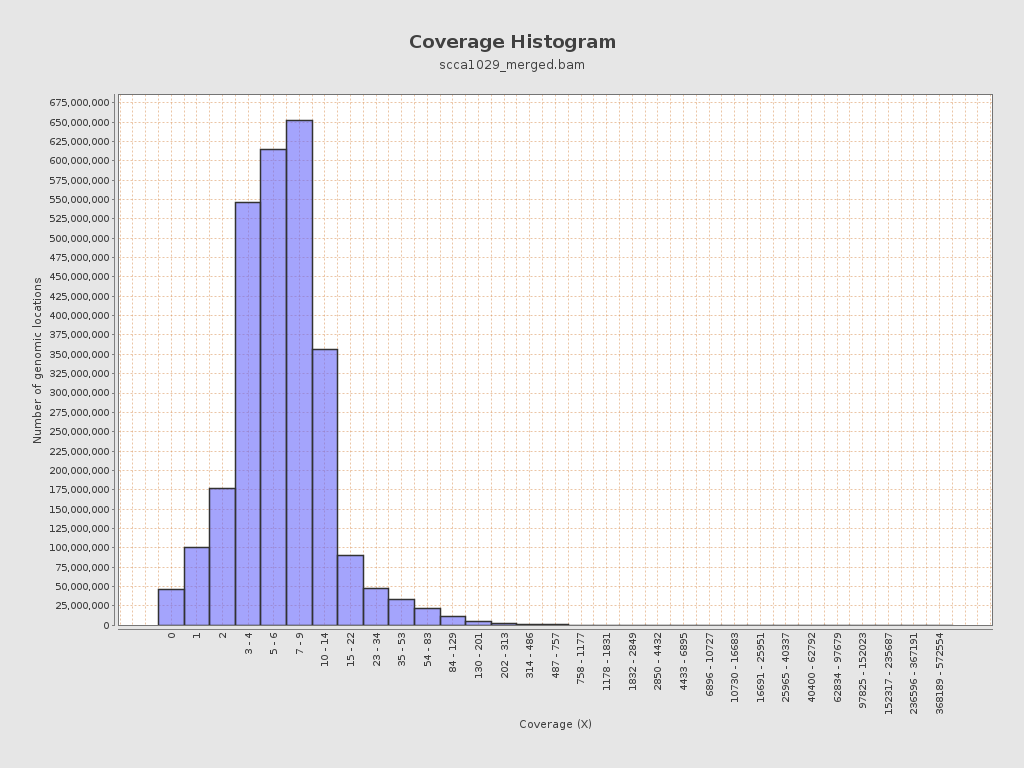 Coverage Histogram
scca1029_merged.bam
675,000,000
650,000,000
625,000,000
600,000,000
575,000,000
550,000,000
525,000,000
500,000,000
475,000,000
450,000,000
425,000,000
400,000,000
375,000,000
350,000,000
325,000,000
300,000,000
275,000,000
250,000,000
225,000,000
200,000,000
175,000,000
150,000,000
125,000,000
100,000,000
75,000,000
50,000,000
25,000,000
0
Number of genomic locations
0
1
2
3 - 4
5 - 6
7 - 9
10 - 14
15 - 22
23 - 34
35 - 53
54 - 83
84 - 129
130 - 201
202 - 313
314 - 486
487 - 757
758 - 1177
1178 - 1831
1832 - 2849
2850 - 4432
4433 - 6895
6896 - 10727
10730 - 16683
16691 - 25951
25965 - 40337
40400 - 62792
62834 - 97679
97825 - 152023
152317 - 235687
236596 - 367191
368189 - 572554
Coverage (X)